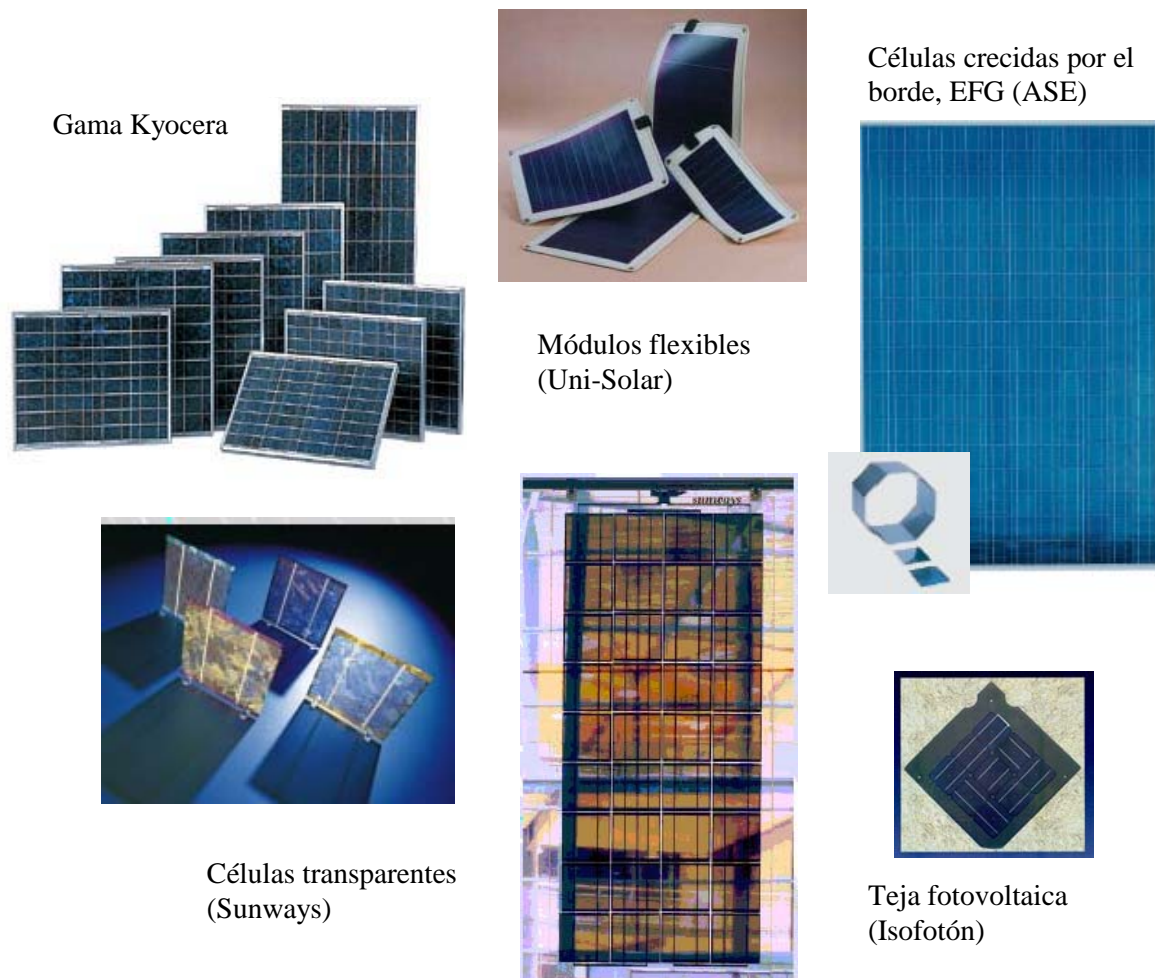 Gama Kyocera
Células crecidas por el
borde, EFG (ASE)
Módulos flexibles
(Uni-Solar)
sunways
Células transparentes
(Sunways)
Teja fotovoltaica
(Isofotón)